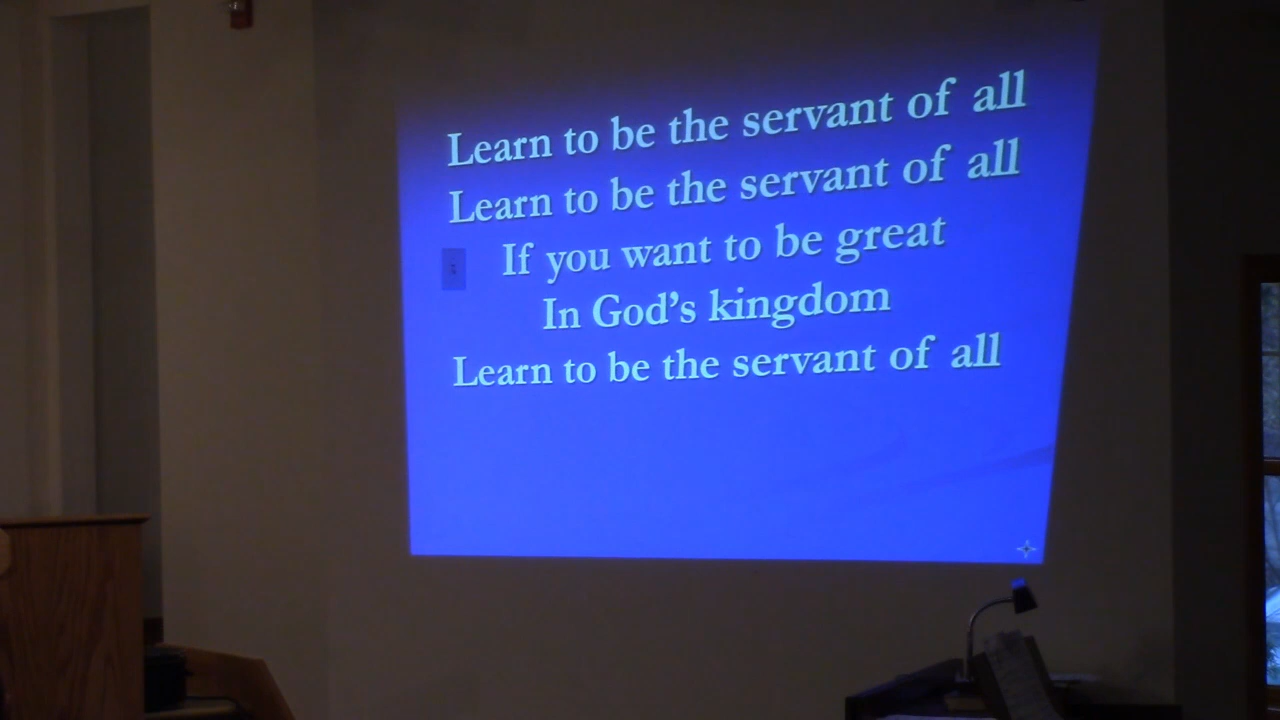 Learn to be the servant of all
Learn to be the servant of all
If you want to be great
In God’s kingdom
Learn to be the servant of all